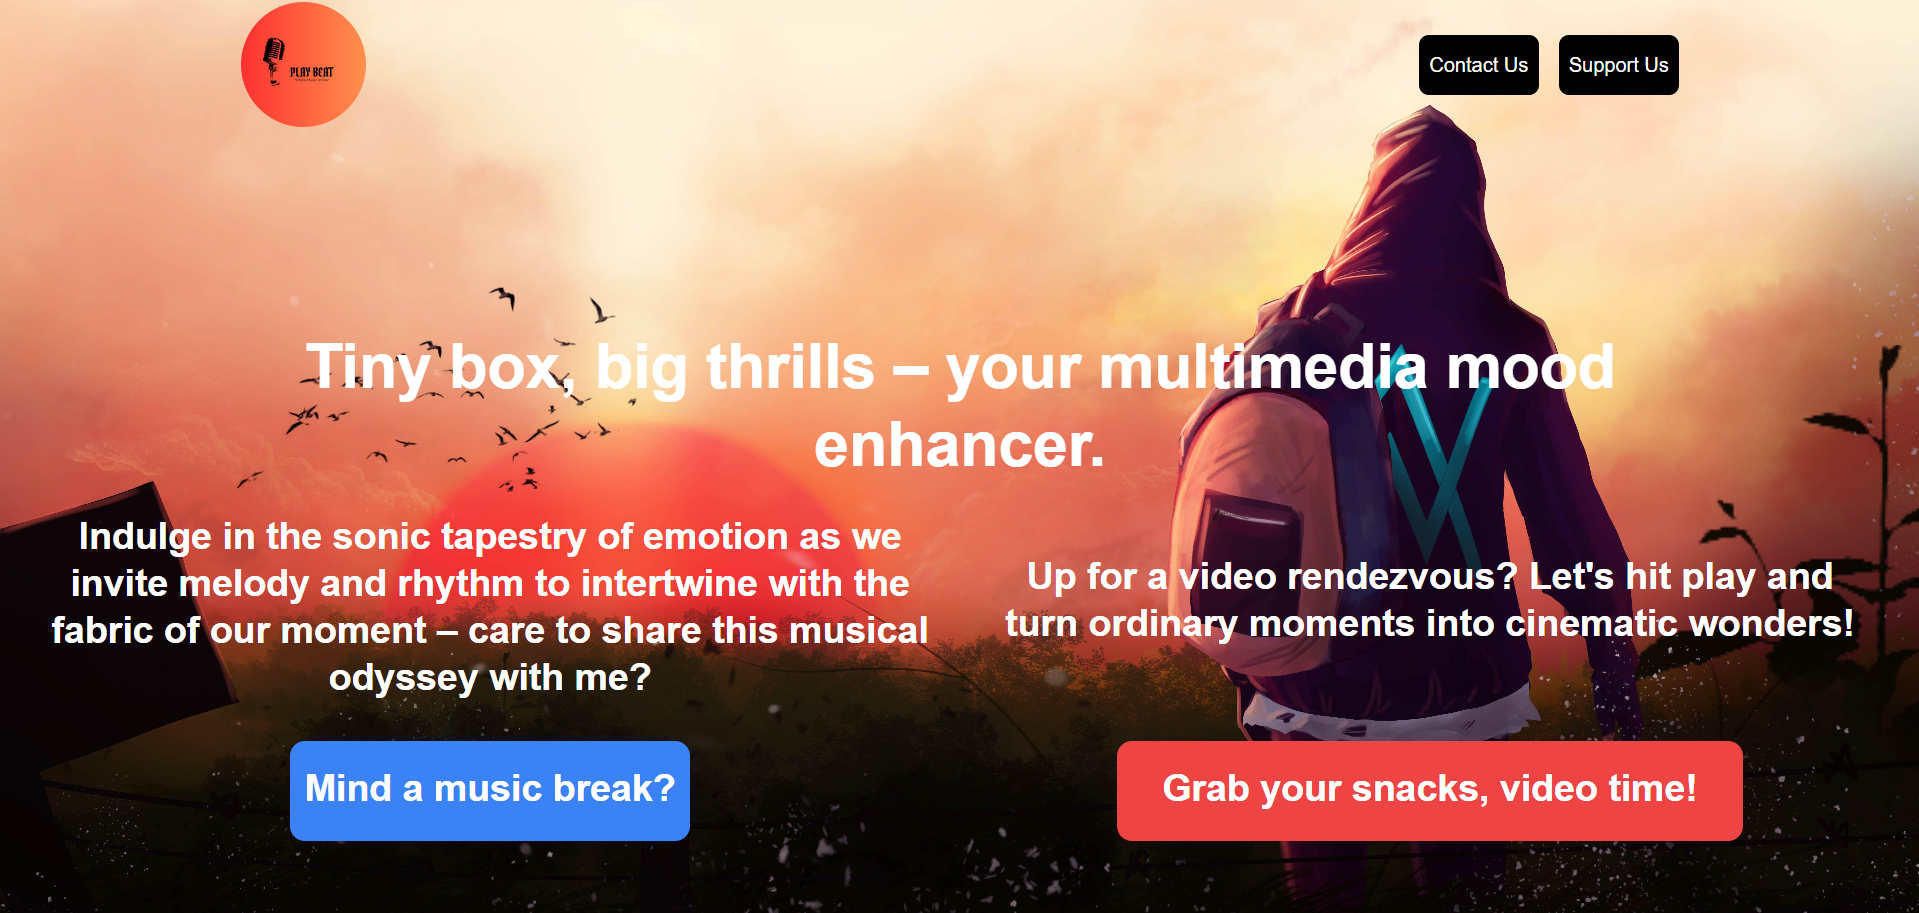 PLAY BEAT
Contact Us
Support Us
Tiny box, big thrills – your multimedia mood
enhancer.
Indulge in the sonic tapestry of emotion as we
invite melody and rhythm to intertwine with the
fabric of our moment – care to share this musical
odyssey with me?
Up for a video rendezvous? Let's hit play and
turn ordinary moments into cinematic wonders!
Mind a music break?
Grab your snacks, video time!